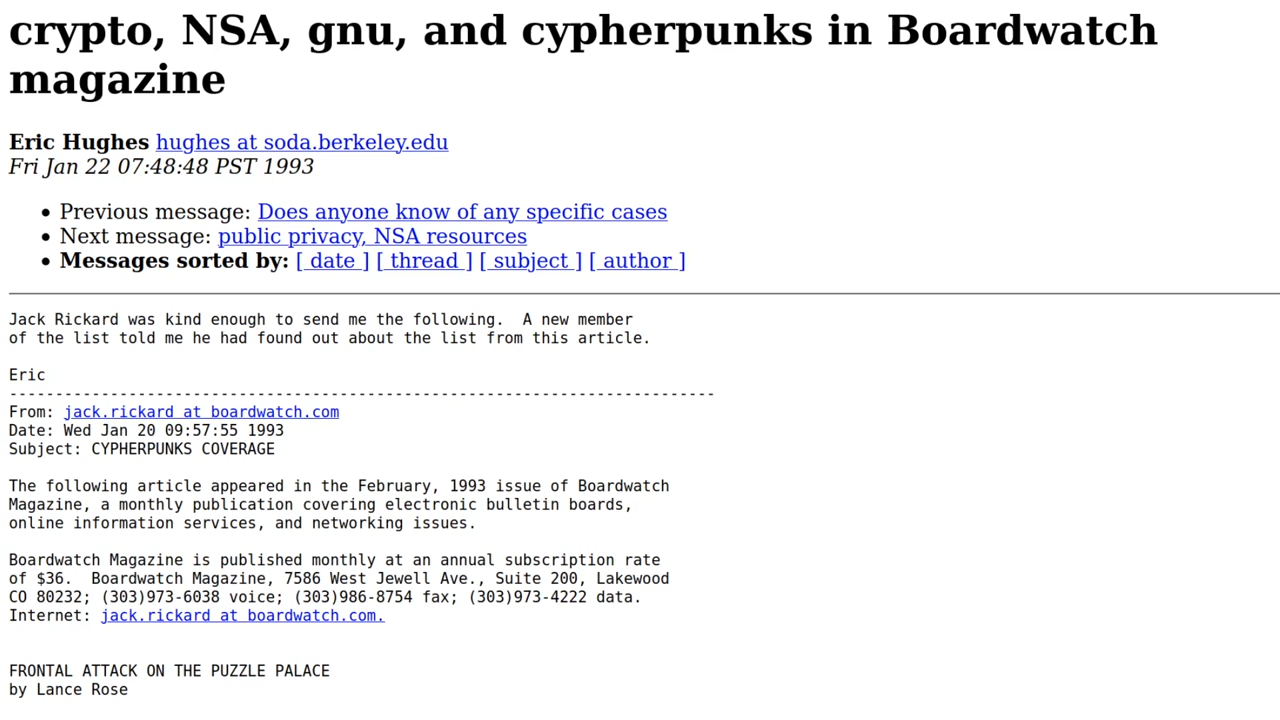 crypto, NSA, gnu, and cypherpunks in Boardwatch
magazine
Eric Hughes hughes at soda.berkeley.edu
Fri Jan 22 07:48:48 PST 1993
• Previous message: Does anyone know of any specific cases
• Next message: public privacy, NSA resources
• Messages sorted by: [ date ] [ thread ] [ subject ] [ author ]
Jack Rickard was kind enough to send me the following.  A new member
of the list told me he had found out about the list from this article.
Eric
-----------------------------------------------------------------------------
From: jack.rickard at boardwatch.com
Date: Wed Jan 20 09:57:55 1993
Subject: CYPHERPUNKS COVERAGE
The following article appeared in the February, 1993 issue of Boardwatch
Magazine, a monthly publication covering electronic bulletin boards,
online information services, and networking issues.
Boardwatch Magazine is published monthly at an annual subscription rate
of $36.  Boardwatch Magazine, 7586 West Jewell Ave., Suite 200, Lakewood
CO 80232; (303)973-6038 voice; (303)986-8754 fax; (303)973-4222 data.
Internet: jack.rickard at boardwatch.com.
FRONTAL ATTACK ON THE PUZZLE PALACE
by Lance Rose